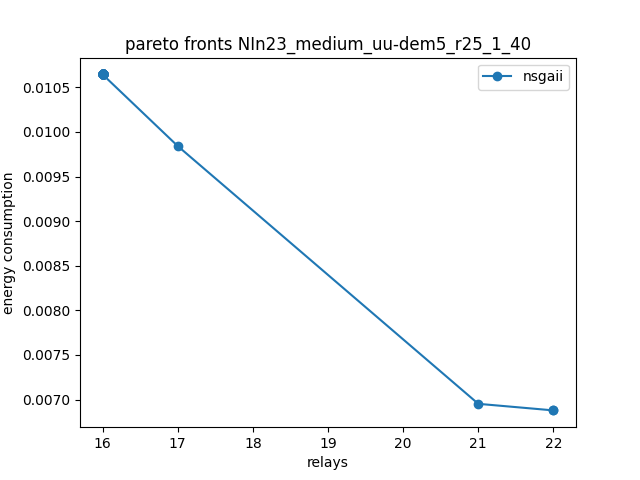 pareto fronts NIn23_medium_uu-dem5_r25_1_40
nsgaii
0.0105
0.0100
0.0095
0.0090
0.0085
0.0080
0.0075
0.0070
energy consumption
16 17 18 19 20 21 22
relays